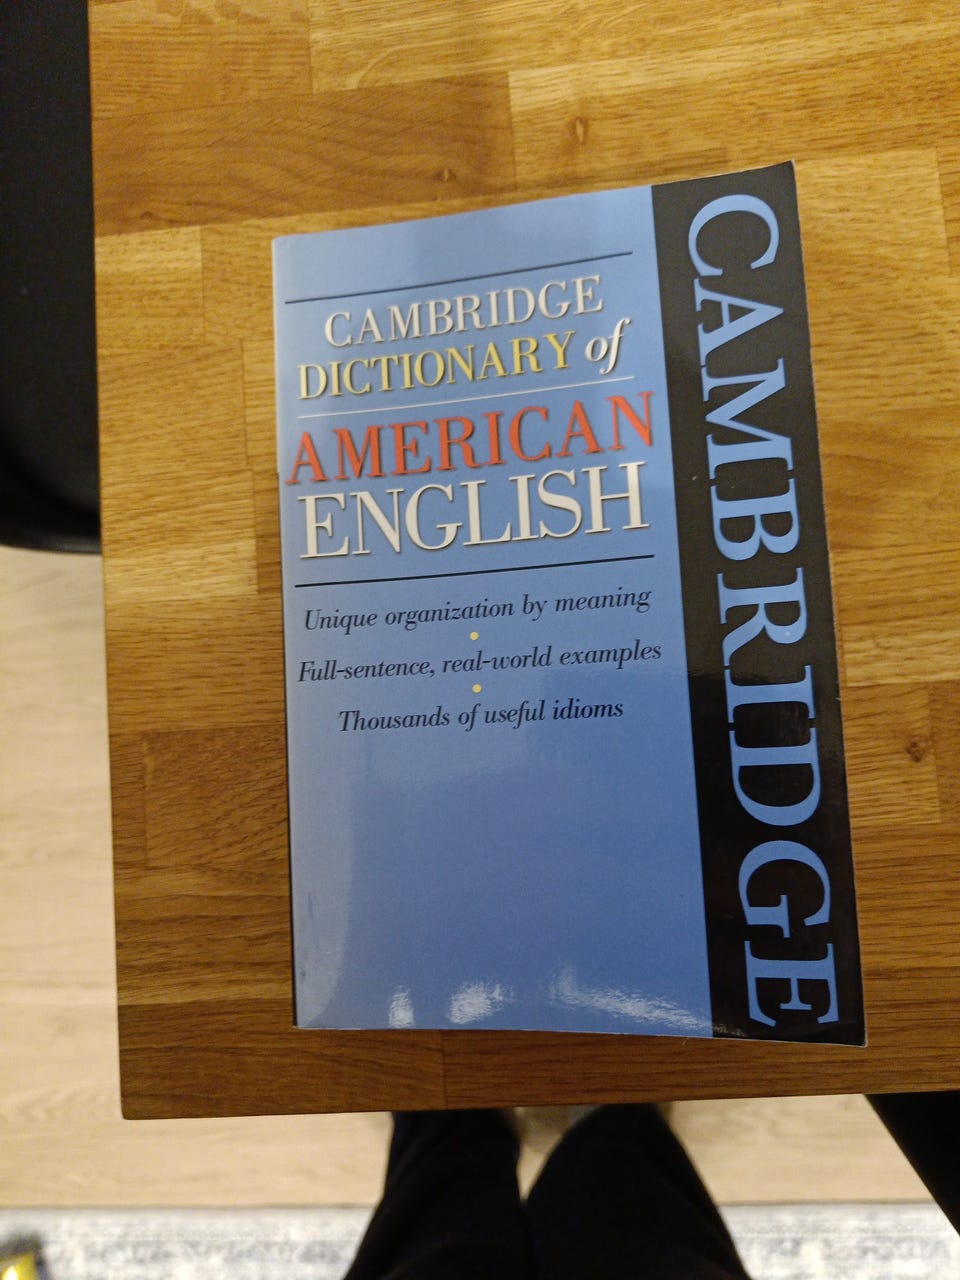 CAMBRIDGE
DICTIONARY of
AMERICAN
ENGLISH
Unique organization by meaning
Full-sentence, real-world examples
Thousands of useful idioms
CAMBRIDGE